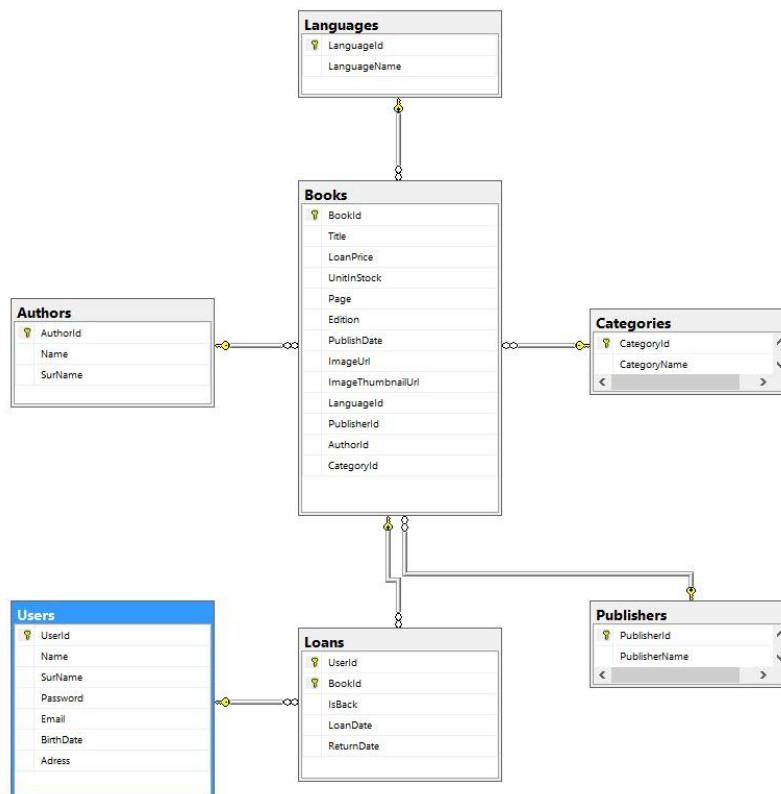 Languages
LanguageId
LanguageName
Books
BookId
Title
LoanPrice
UnitInStock
Page
Edition
PublishDate
ImageUrl
ImageThumbnailUrl
LanguageId
PublisherId
AuthorId
CategoryId
Authors
AuthorId
Name
SurName
Categories
CategoryId
CategoryName
Users
UserId
Name
SurName
Password
Email
BirthDate
Adress
Loans
UserId
BookId
IsBack
LoanDate
ReturnDate
Publishers
PublisherId
PublisherName